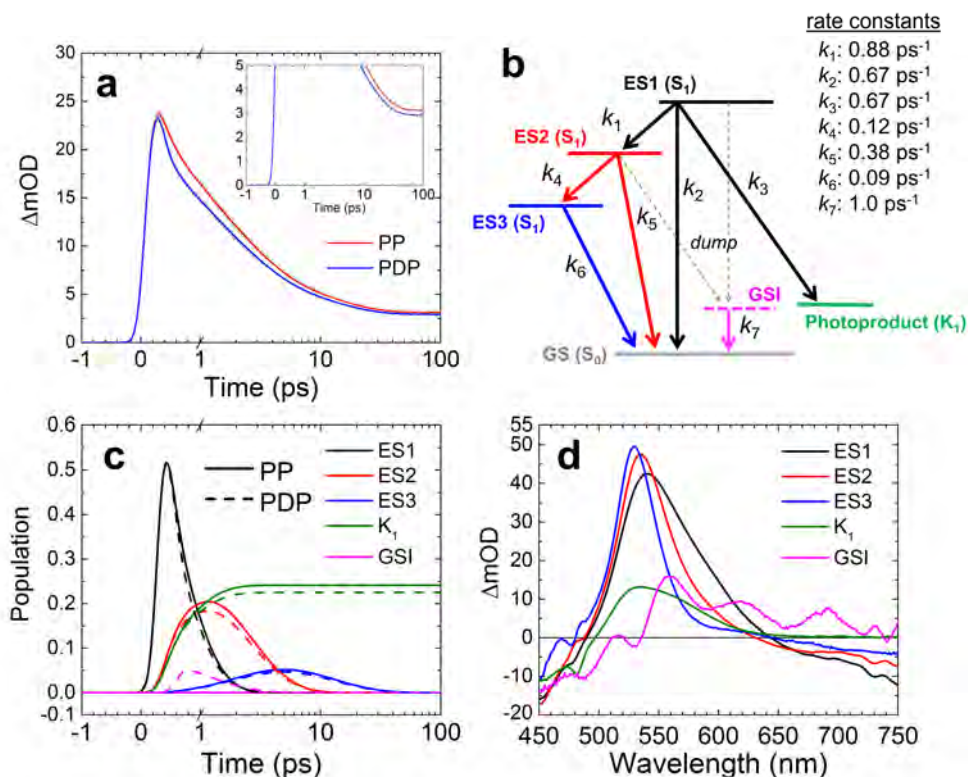 a
30
25
20
15
10
5
0
ΔmOD
-1 0 1 10 100
Time (ps)
PP
PDP
5
4
3
2
1
0
-1 0 1 10 100
Time (ps)
b
ES1 (S₁)
ES2 (S₁)
ES3 (S₁)
k₁
k₄
k₂
k₃
k₅
k₆
dump
GSI
k₇
Photoproduct (K₁)
GS (S₀)
rate constants
k₁: 0.88 ps⁻¹
k₂: 0.67 ps⁻¹
k₃: 0.67 ps⁻¹
k₄: 0.12 ps⁻¹
k₅: 0.38 ps⁻¹
k₆: 0.09 ps⁻¹
k₇: 1.0 ps⁻¹
c
0.6
0.5
0.4
0.3
0.2
0.1
0.0
-0.1
Population
-1 0 1 10 100
Time (ps)
PP
PDP
ES1
ES2
ES3
K₁
GSI
d
55
50
40
30
20
10
0
-10
-20
ΔmOD
450 500 550 600 650 700 750
Wavelength (nm)
ES1
ES2
ES3
K₁
GSI